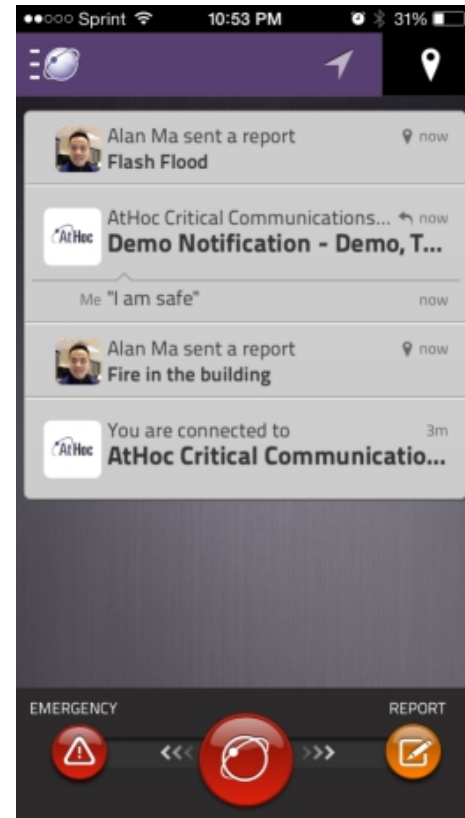 Sprint 10:53 PM 31%
Alan Ma sent a report now
Flash Flood
AtHoc
AtHoc Critical Communications... now
Demo Notification - Demo, T...
Me "I am safe" now
Alan Ma sent a report now
Fire in the building
AtHoc
You are connected to 3m
AtHoc Critical Communicatio...
EMERGENCY REPORT